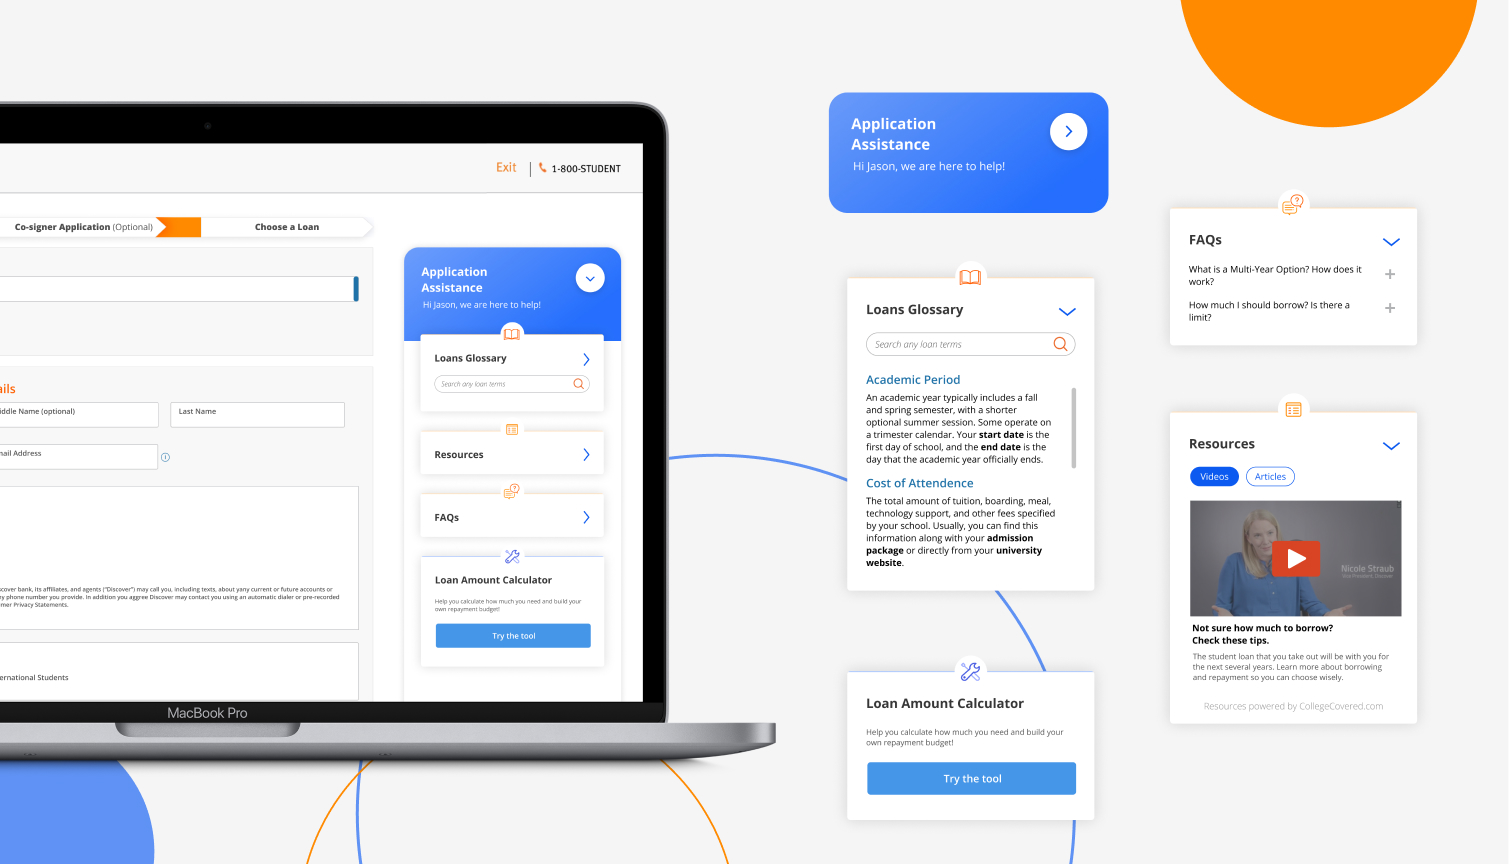 Exit
1-800-STUDENT
Co-signer Application (Optional)
Choose a Loan
Application
Assistance
Hi Jason, we are here to help!
Loans Glossary
Search any loan terms
Resources
FAQs
Loan Amount Calculator
Help you calculate how much you need and build your
own repayment budget!
Try the tool
ails
iddle Name (optional)
Last Name
nail Address
scover bank, its affiliates, and agents ("Discover") may call you, including texts, about yany current or future accounts or
y phone number you provide. In addition you aggree Discover may contact you using an automatic dialer or pre-recorded
mer Privacy Statements.
ernational Students
MacBook Pro
Application
Assistance
Hi Jason, we are here to help!
Loans Glossary
Search any loan terms
Academic Period
An academic year typically includes a fall
and spring semester, with a shorter
optional summer session. Some operate on
a trimester calendar. Your start date is the
first day of school, and the end date is the
day that the academic year officially ends.
Cost of Attendence
The total amount of tuition, boarding, meal,
technology support, and other fees specified
by your school. Usually, you can find this
information along with your admission
package or directly from your university
website.
Loan Amount Calculator
Help you calculate how much you need and build your
own repayment budget!
Try the tool
FAQs
What is a Multi-Year Option? How does it
work?
How much I should borrow? Is there a
limit?
Resources
Videos
Articles
Nicole Straub
Vice President, Discover
Not sure how much to borrow?
Check these tips.
The student loan that you take out will be with you for
the next several years. Learn more about borrowing
and repayment so you can choose wisely.
Resources powered by CollegeCovered.com